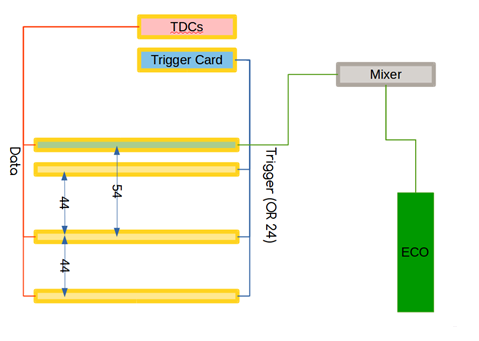 TDCs
Trigger Card
Mixer
Data
Trigger (OR 24)
54
44
44
ECO